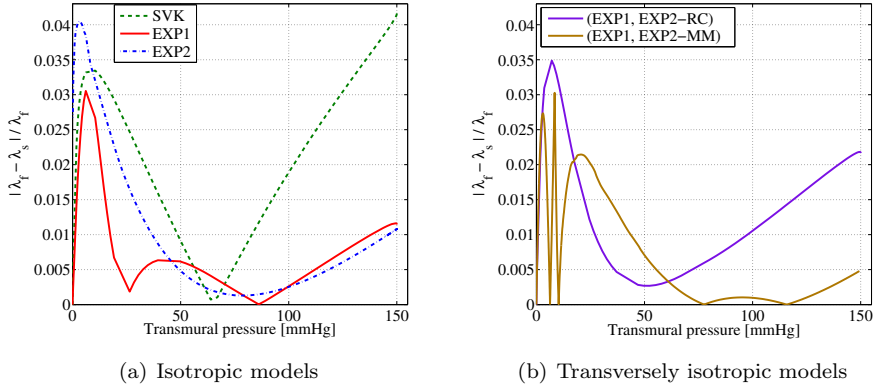 0.04
0.035
0.03
0.025
0.02
0.015
0.01
0.005
0
| λf − λs | / λf
SVK
EXP1
EXP2
0 50 100 150
Transmural pressure [mmHg]
(a) Isotropic models
0.04
0.035
0.03
0.025
0.02
0.015
0.01
0.005
0
| λf − λs | / λf
(EXP1, EXP2−RC)
(EXP1, EXP2−MM)
0 50 100 150
Transmural pressure [mmHg]
(b) Transversely isotropic models